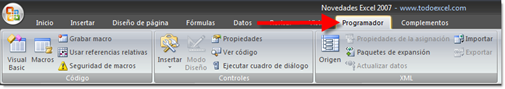 Novedades Excel 2007 - www.todoexcel.com
Inicio Insertar Diseño de página Fórmulas Datos Programador Complementos
Visual Basic
Macros
Grabar macro
Usar referencias relativas
Seguridad de macros
Código
Insertar
Modo Diseño
Propiedades
Ver código
Ejecutar cuadro de diálogo
Controles
Origen
Propiedades de la asignación
Paquetes de expansión
Actualizar datos
Importar
Exportar
XML